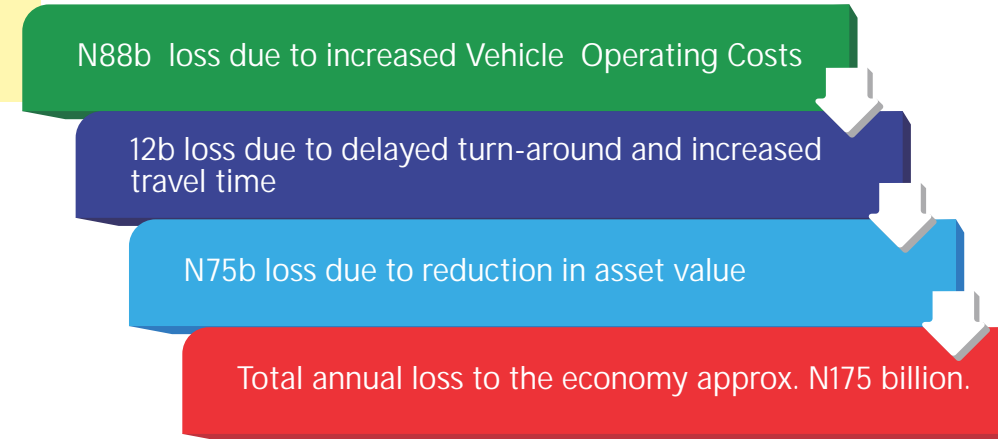 N88b loss due to increased Vehicle Operating Costs
12b loss due to delayed turn-around and increased
travel time
N75b loss due to reduction in asset value
Total annual loss to the economy approx. N175 billion.